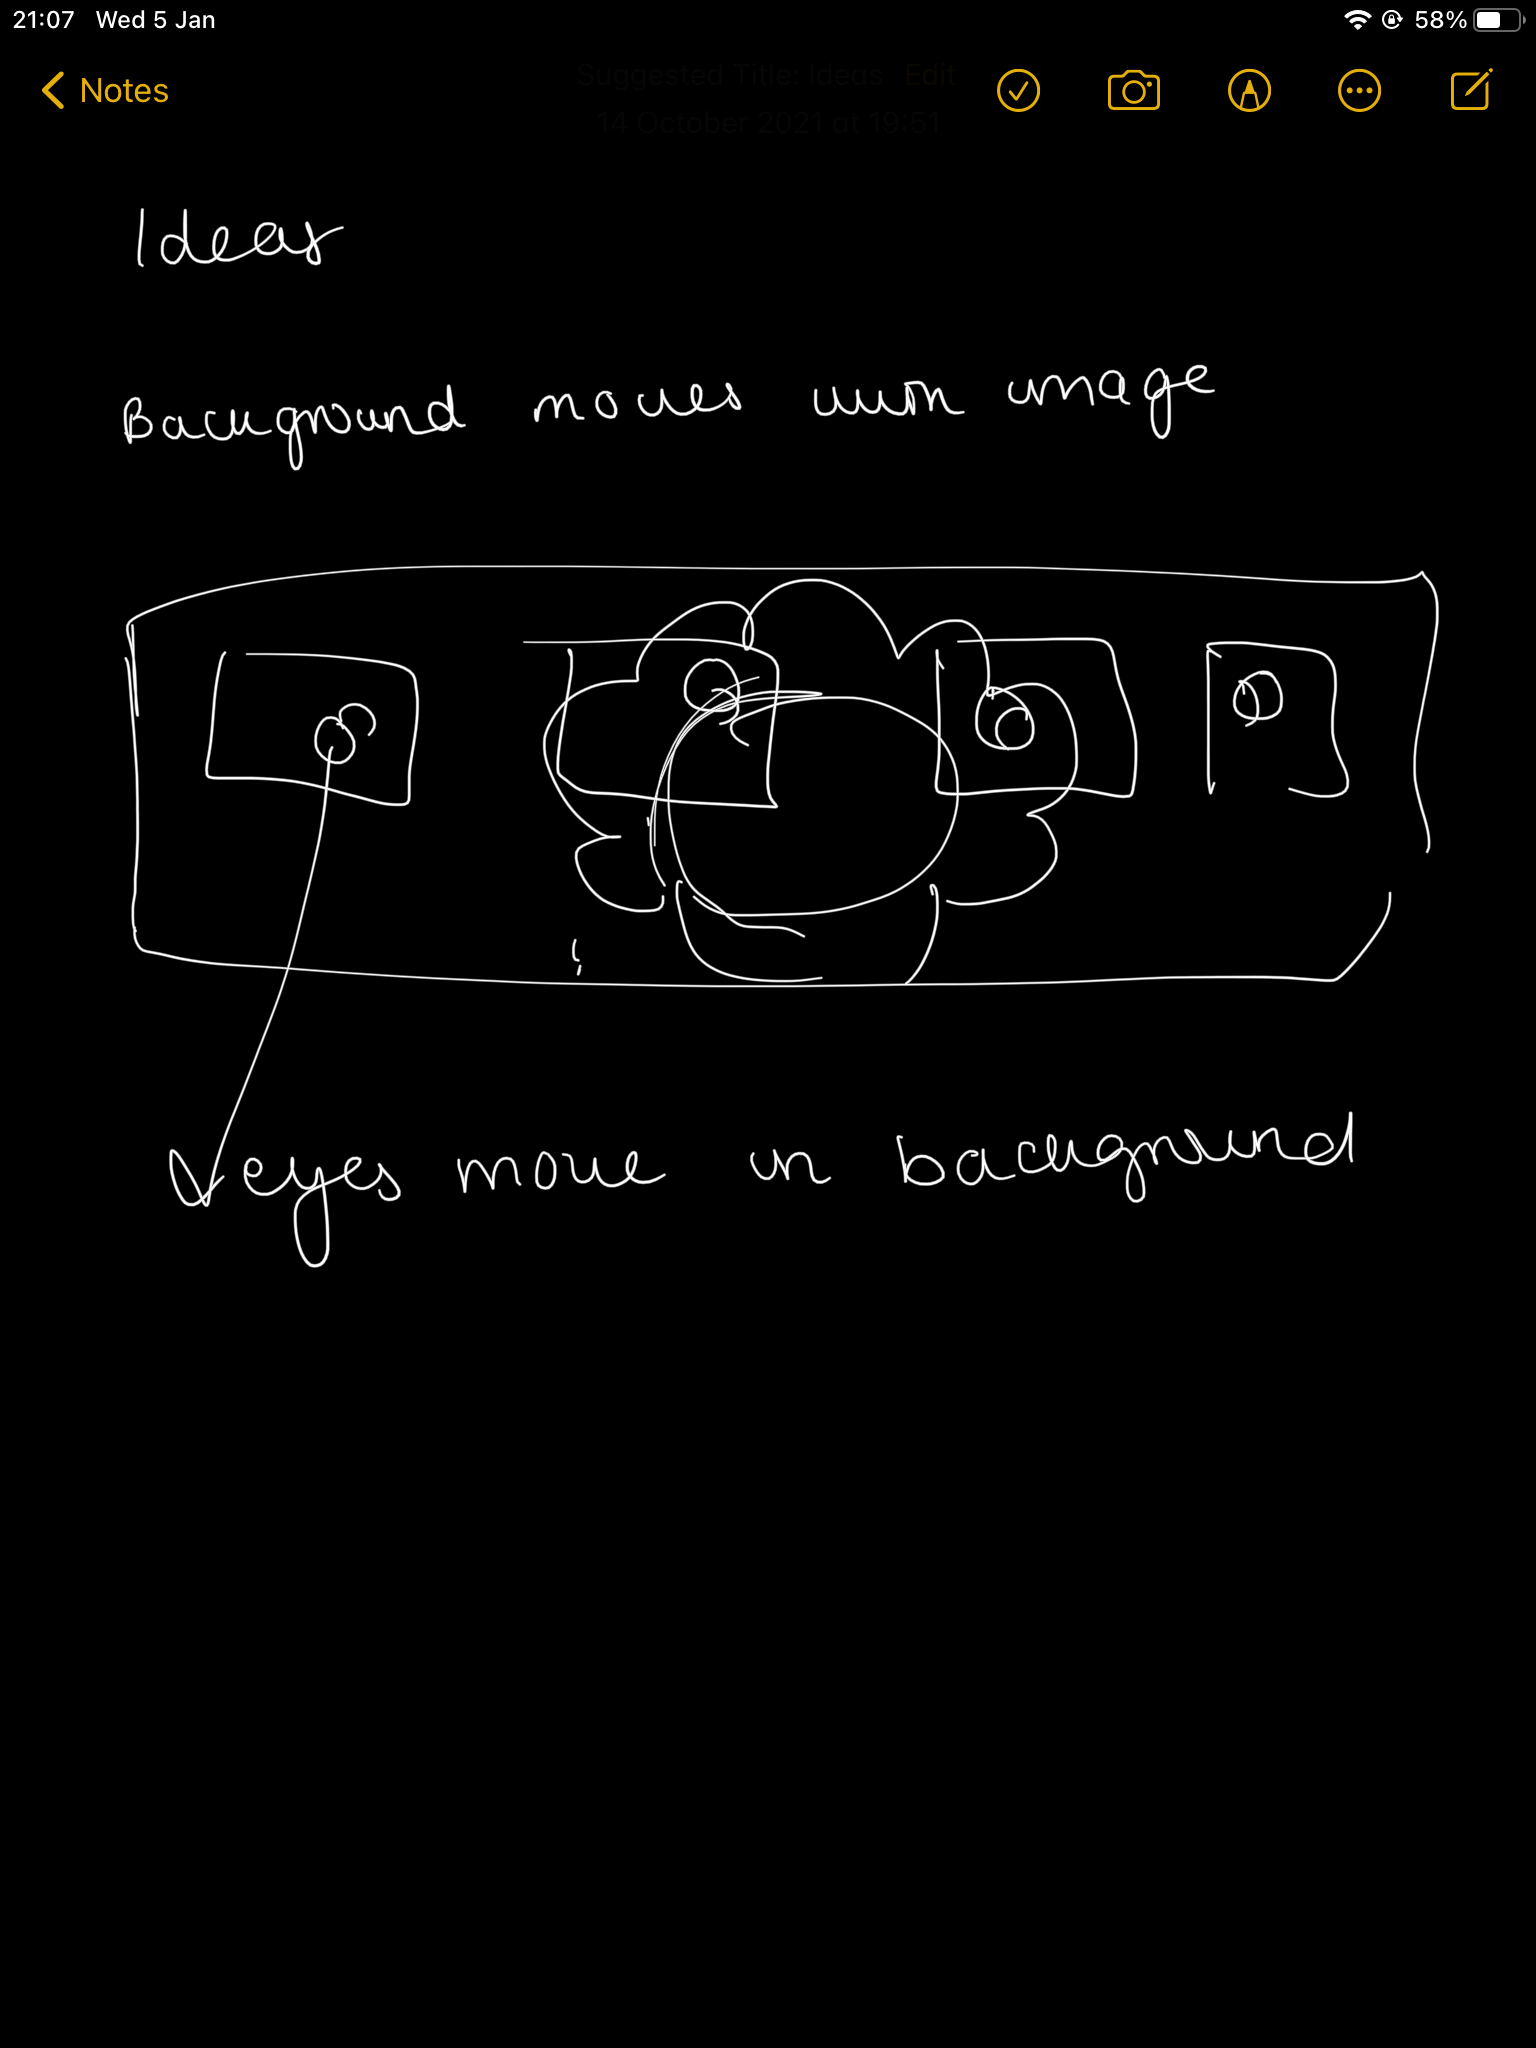 21:07 Wed 5 Jan 58%
Notes
Suggested Title: Ideas Edit
14 October 2021 at 19:51
Ideas
Background moves with image
eyes move in background